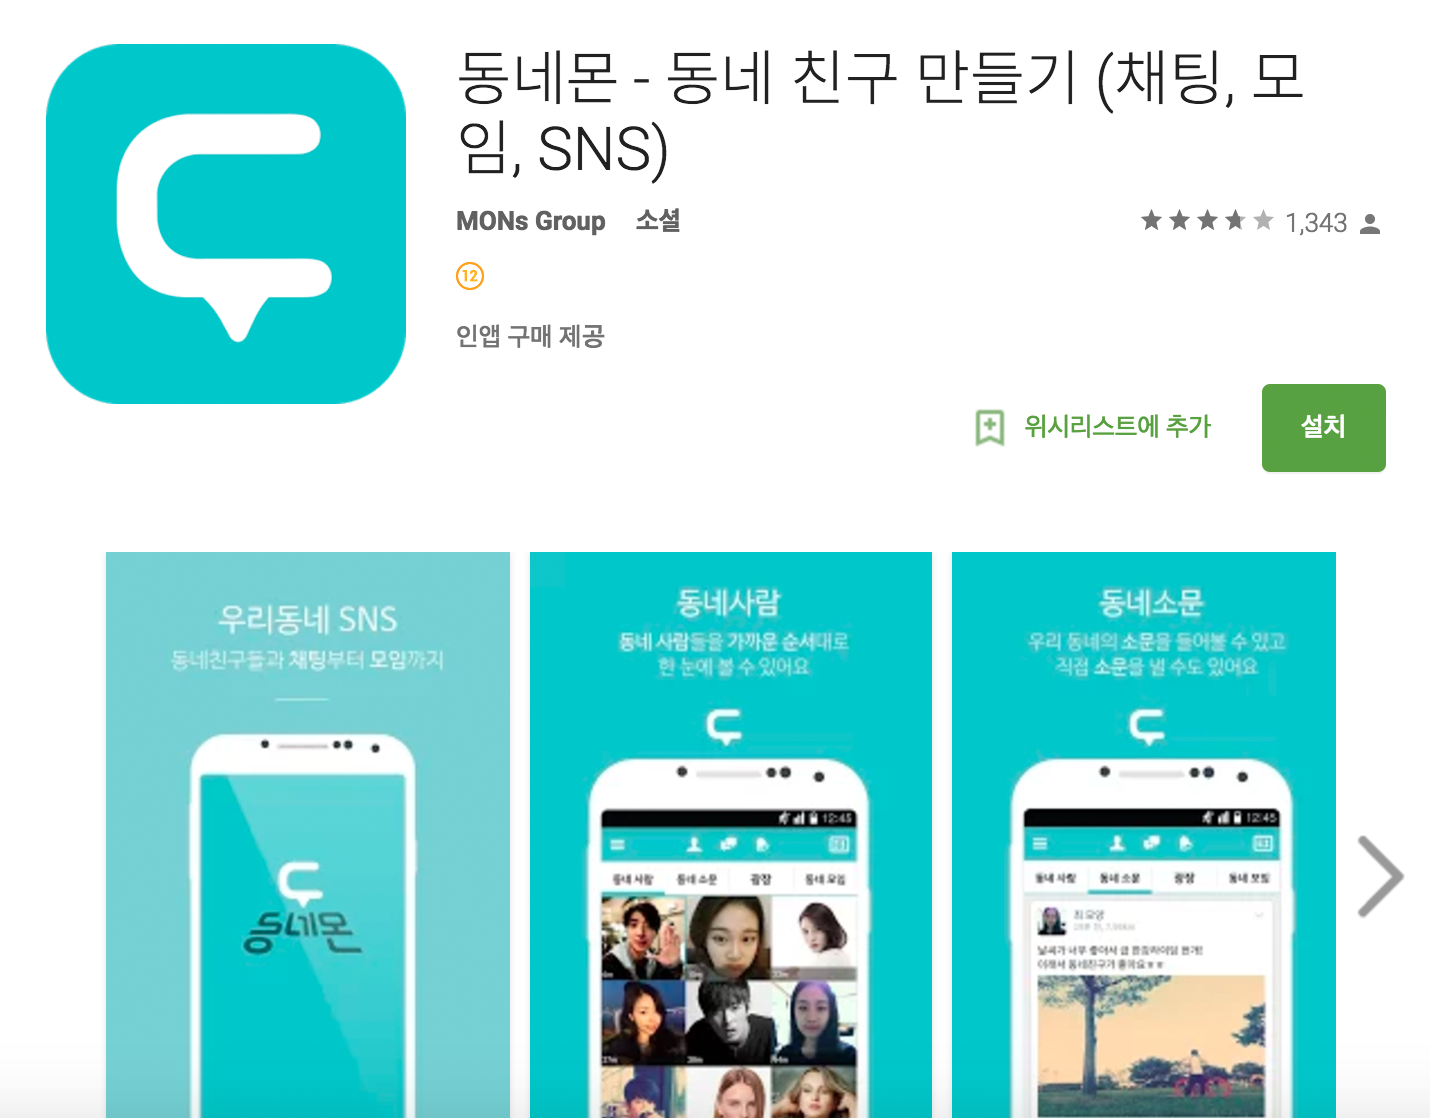 동네몬 - 동네 친구 만들기 (채팅, 모
임, SNS)
MONs Group 소셜
1,343
12
인앱 구매 제공
위시리스트에 추가
설치
우리동네 SNS
동네친구들과 채팅부터 모임까지
동네몬
동네사람
동네 사람들을 가까운 순서대로
한 눈에 볼 수 있어요
12:45
동네 사람 동네 소문 광장 동네 모임
동네소문
우리 동네의 소문을 들어볼 수 있고
직접 소문을 낼 수도 있어요
12:45
동네 사람 동네 소문 광장 동네 모임
최모양